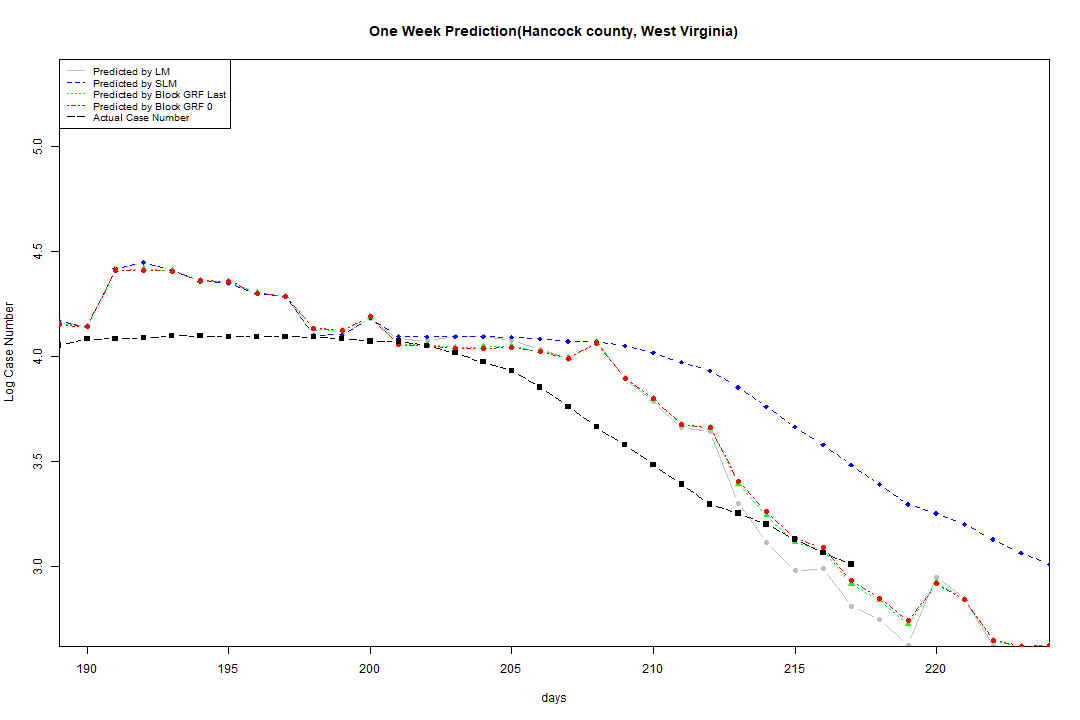 One Week Prediction(Hancock county, West Virginia)
Predicted by LM
Predicted by SLM
Predicted by Block GRF Last
Predicted by Block GRF 0
Actual Case Number
5.0
4.5
4.0
3.5
3.0
Log Case Number
190 195 200 205 210 215 220
days